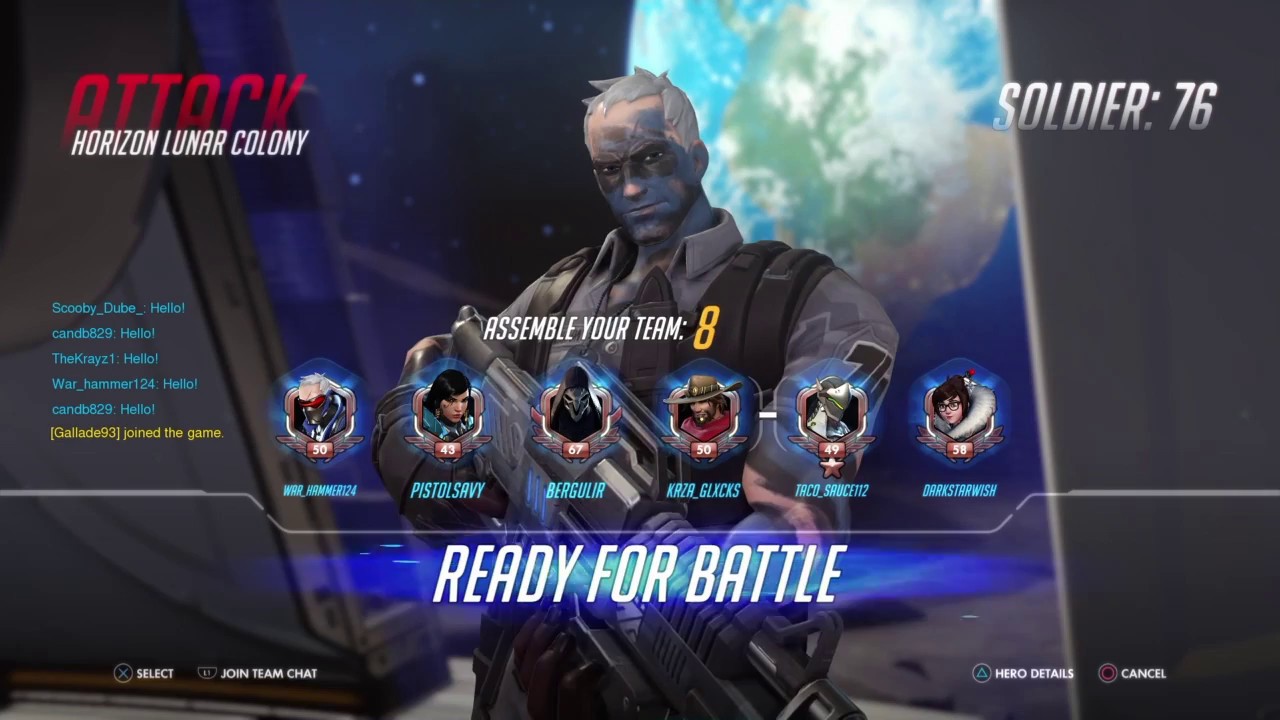 ATTACK
HORIZON LUNAR COLONY
SOLDIER: 76
Scooby_Dube_: Hello!
candb829: Hello!
TheKrayz1: Hello!
War_hammer124: Hello!
candb829: Hello!
[Gallade93] joined the game.
ASSEMBLE YOUR TEAM: 8
50 43 67 50 49 58
WAR_HAMMER124 PISTOLSAVY BERGULIR KAZA_GLXCKS TACO_SAUCE112 DARKSTARWISH
READY FOR BATTLE
SELECT L1 JOIN TEAM CHAT HERO DETAILS CANCEL